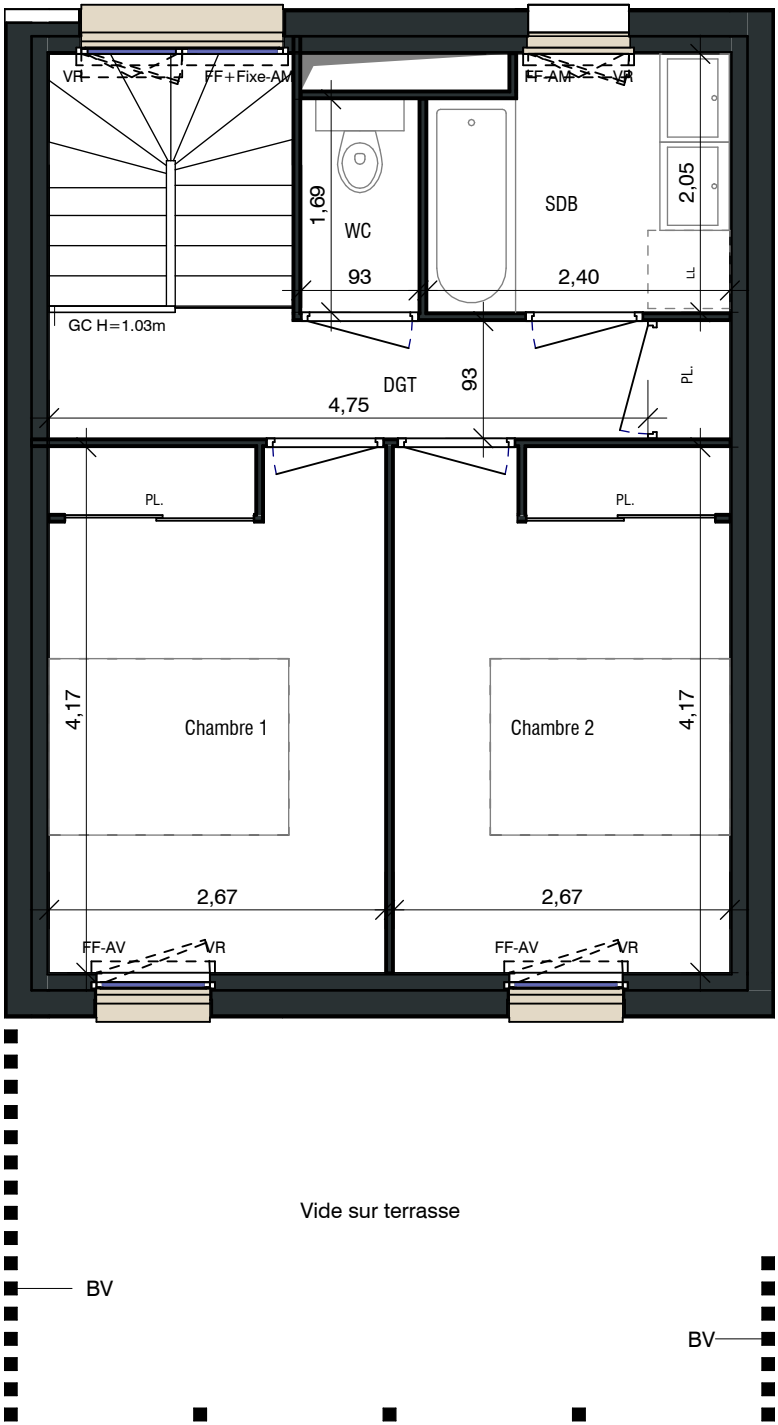 VR
FF+Fixe-AM
FF-AM
VR
1,69
WC
93
SDB
2,05
2,40
LL
GC H=1.03m
DGT
93
PL.
4,75
PL.
PL.
4,17
Chambre 1
Chambre 2
4,17
2,67
2,67
FF-AV
VR
FF-AV
VR
Vide sur terrasse
BV
BV